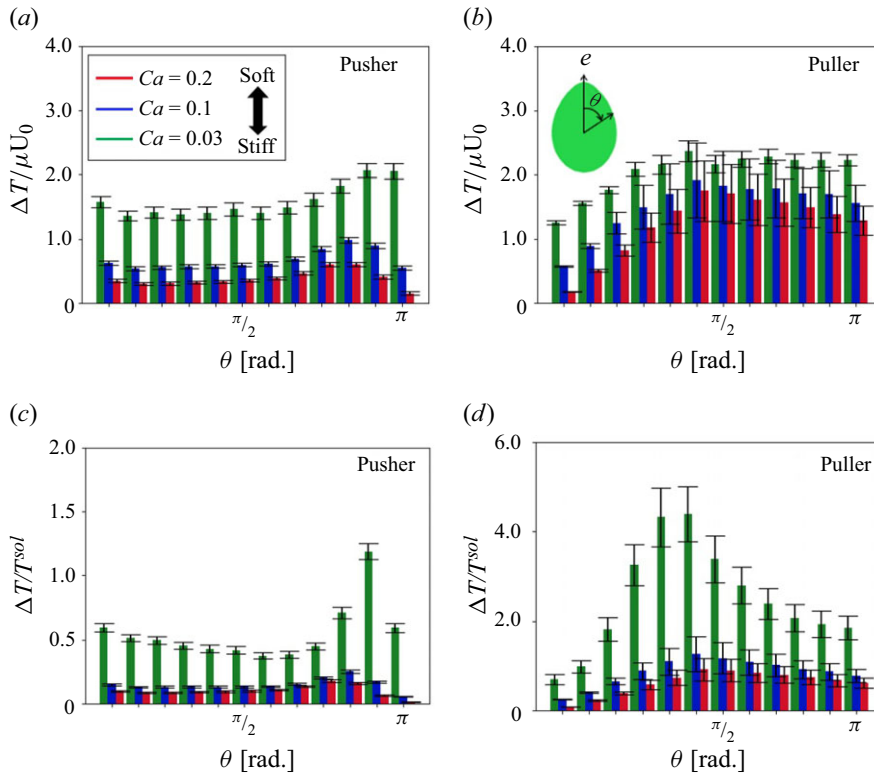 (a)
4.0
3.0
2.0
1.0
0
ΔT/μU₀
Ca = 0.2
Ca = 0.1
Ca = 0.03
Soft
Stiff
Pusher
π/2
π
θ [rad.]
(b)
4.0
3.0
2.0
1.0
0
ΔT/μU₀
e
θ
Puller
π/2
π
θ [rad.]
(c)
2.0
1.5
1.0
0.5
0
ΔT/Tˢᵒˡ
Pusher
π/2
π
θ [rad.]
(d)
6.0
4.0
2.0
0
ΔT/Tˢᵒˡ
Puller
π/2
π
θ [rad.]